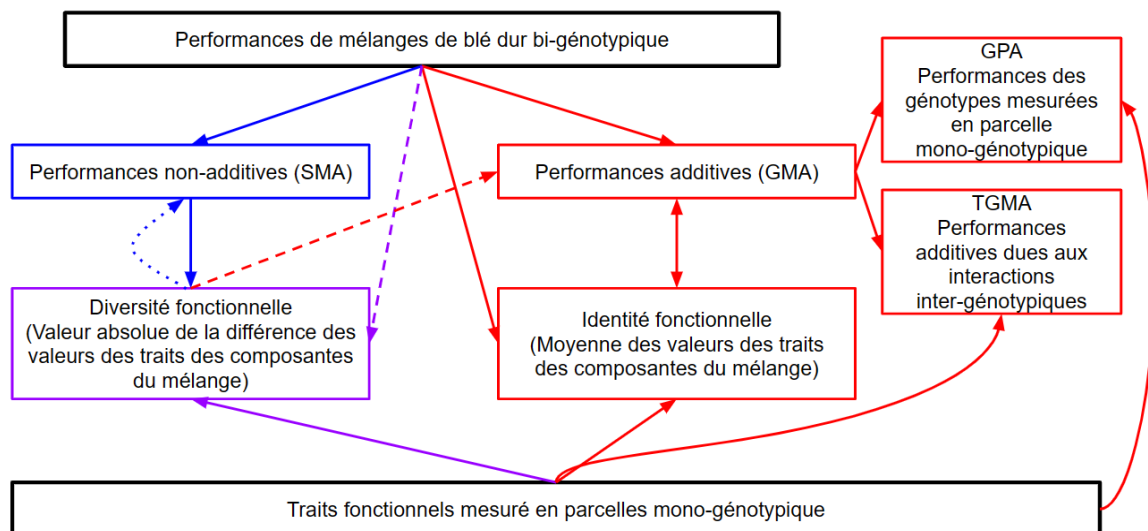 Performances de mélanges de blé dur bi-génotypique
GPA
Performances des
génotypes mesurées
en parcelle
mono-génotypique
Performances non-additives (SMA)
Performances additives (GMA)
TGMA
Performances
additives dues aux
interactions
inter-génotypiques
Diversité fonctionnelle
(Valeur absolue de la différence des
valeurs des traits des composantes
du mélange)
Identité fonctionnelle
(Moyenne des valeurs des traits
des composantes du mélange)
Traits fonctionnels mesuré en parcelles mono-génotypique